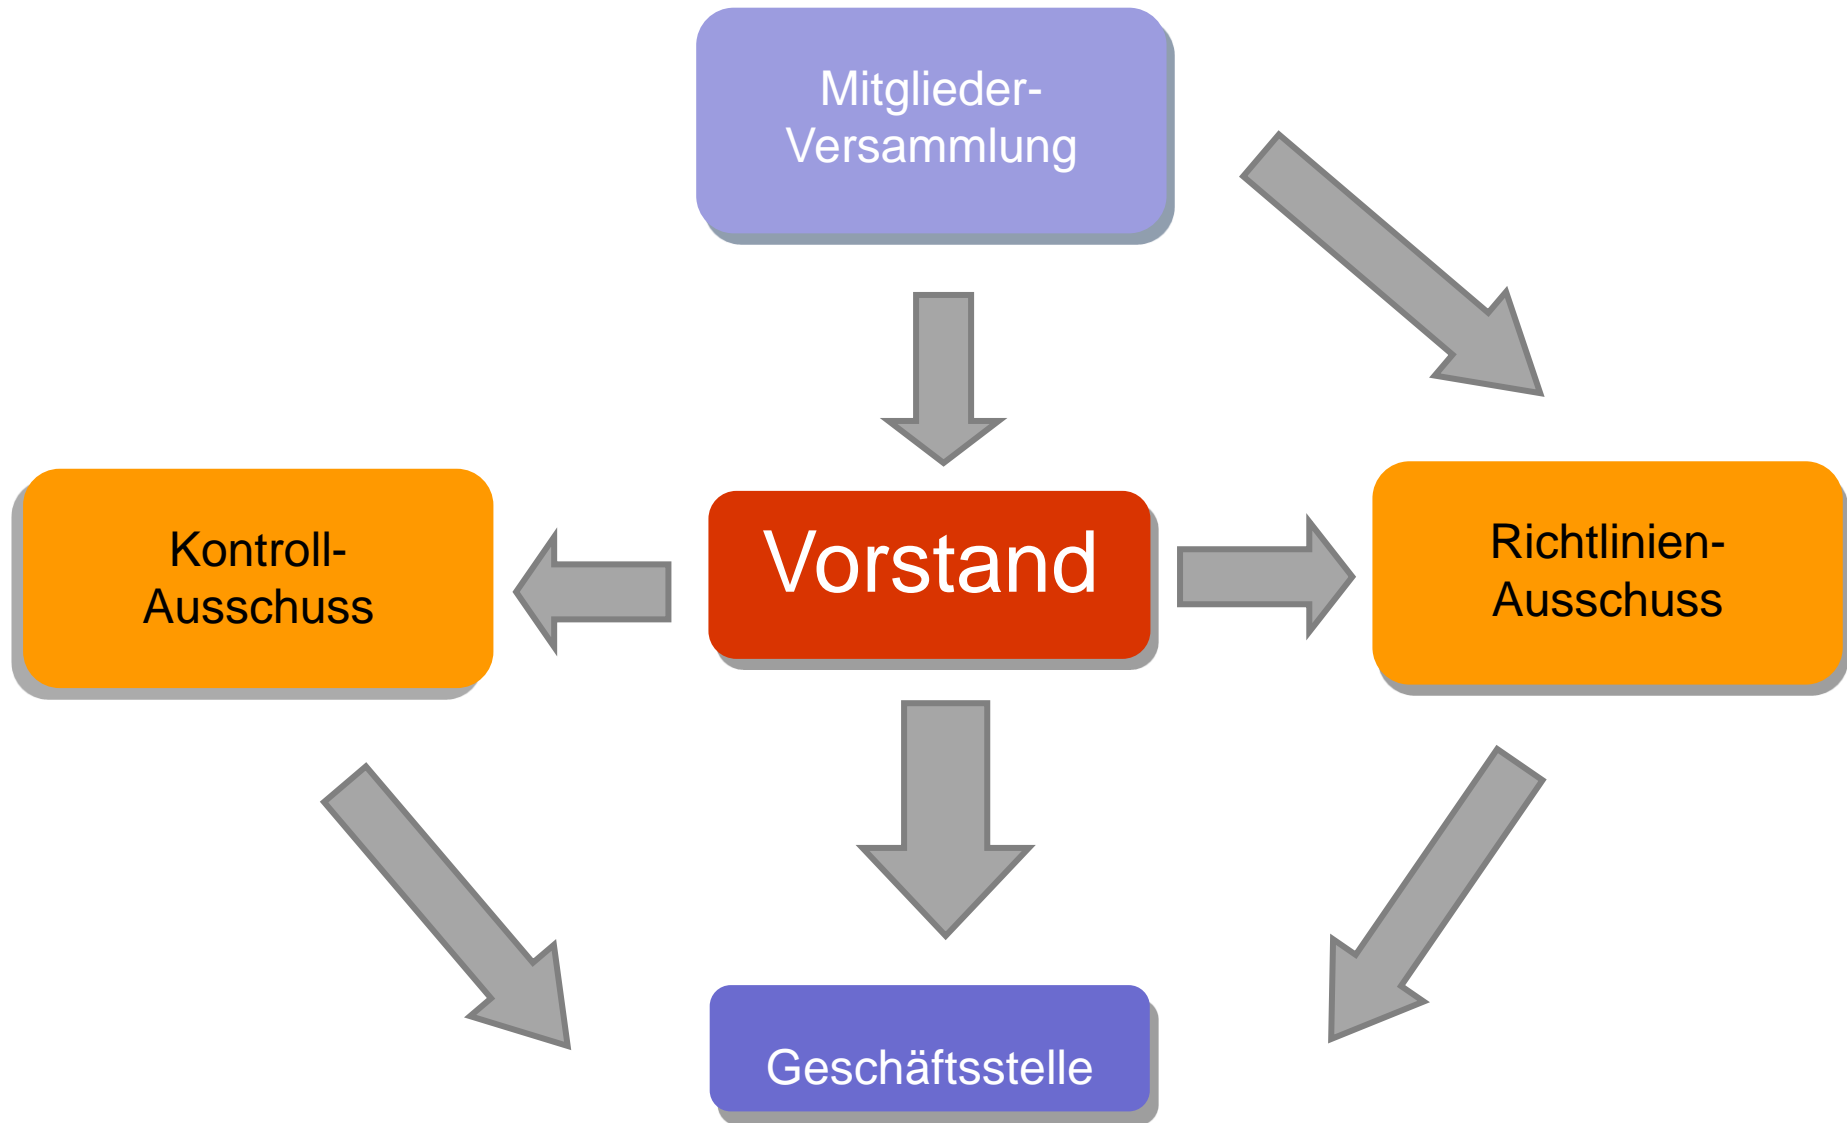 Mitglieder-
Versammlung
Kontroll-
Ausschuss
Vorstand
Richtlinien-
Ausschuss
Geschäftsstelle